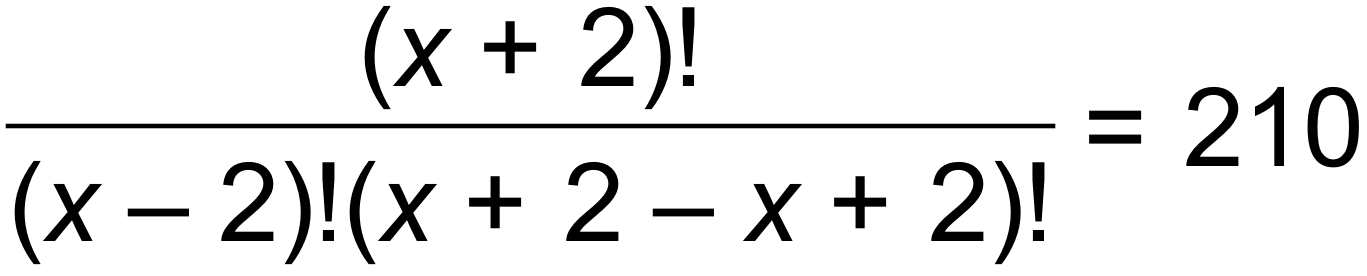 (x + 2)!
(x – 2)!(x + 2 – x + 2)!
= 210